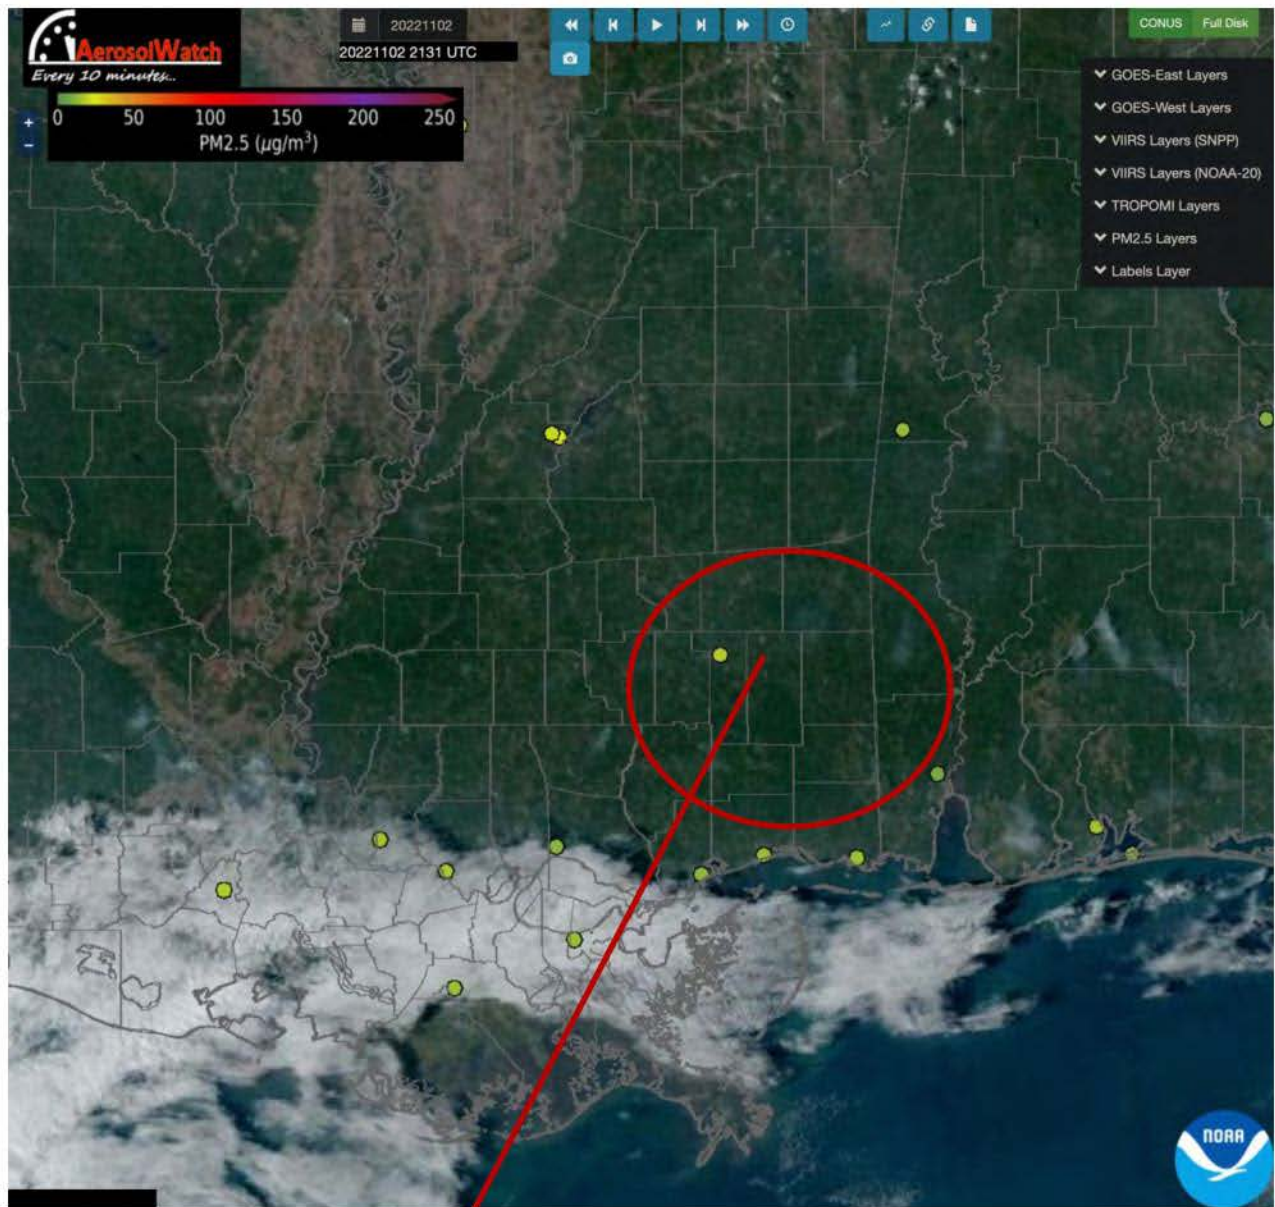 20221102
CONUS Full Disk
AerosolWatch
Every 10 minutes...
20221102 2131 UTC
0 50 100 150 200 250
PM2.5 (µg/m³)
+
−
GOES-East Layers
GOES-West Layers
VIIRS Layers (SNPP)
VIIRS Layers (NOAA-20)
TROPOMI Layers
PM2.5 Layers
Labels Layer
NOAA